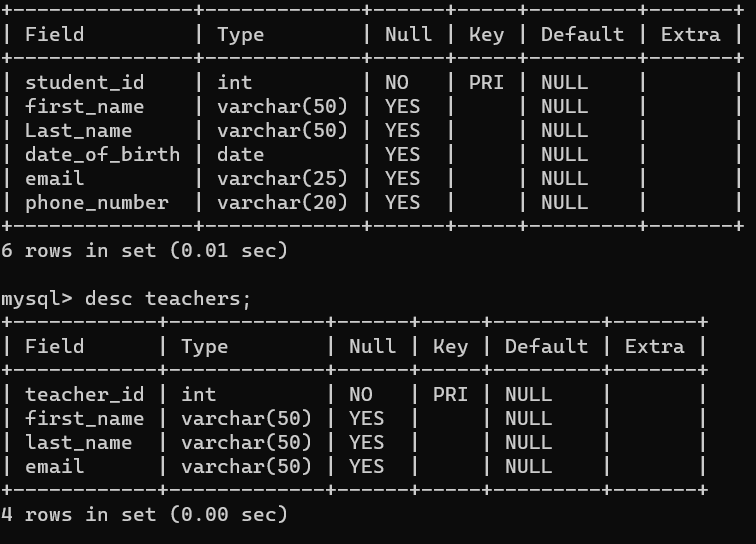 +---------------+-------------+------+-----+---------+-------+
| Field         | Type        | Null | Key | Default | Extra |
+---------------+-------------+------+-----+---------+-------+
| student_id    | int         | NO   | PRI | NULL    |       |
| first_name    | varchar(50) | YES  |     | NULL    |       |
| Last_name     | varchar(50) | YES  |     | NULL    |       |
| date_of_birth | date        | YES  |     | NULL    |       |
| email         | varchar(25) | YES  |     | NULL    |       |
| phone_number  | varchar(20) | YES  |     | NULL    |       |
+---------------+-------------+------+-----+---------+-------+
6 rows in set (0.01 sec)

mysql> desc teachers;
+------------+-------------+------+-----+---------+-------+
| Field      | Type        | Null | Key | Default | Extra |
+------------+-------------+------+-----+---------+-------+
| teacher_id | int         | NO   | PRI | NULL    |       |
| first_name | varchar(50) | YES  |     | NULL    |       |
| last_name  | varchar(50) | YES  |     | NULL    |       |
| email      | varchar(50) | YES  |     | NULL    |       |
+------------+-------------+------+-----+---------+-------+
4 rows in set (0.00 sec)